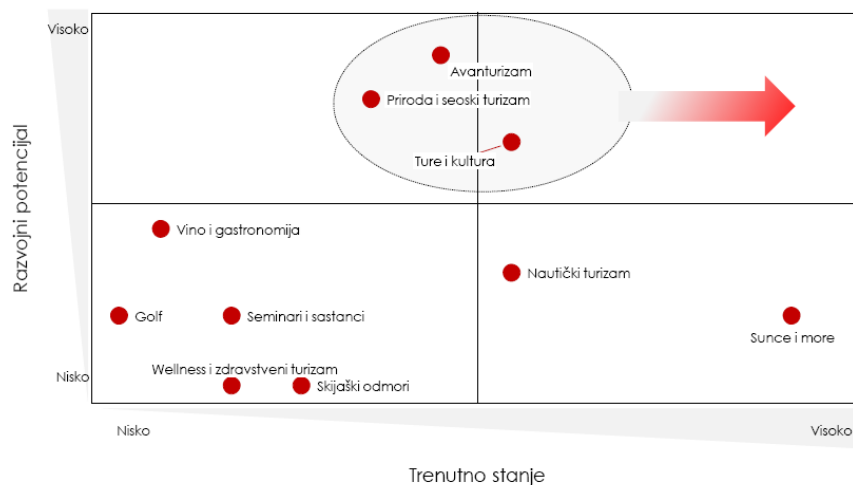 Visoko
Avanturizam
Priroda i seoski turizam
Ture i kultura
Razvojni potencijal
Vino i gastronomija
Nautički turizam
Golf
Seminari i sastanci
Sunce i more
Wellness i zdravstveni turizam
Nisko
Skijaški odmori
Nisko
Visoko
Trenutno stanje